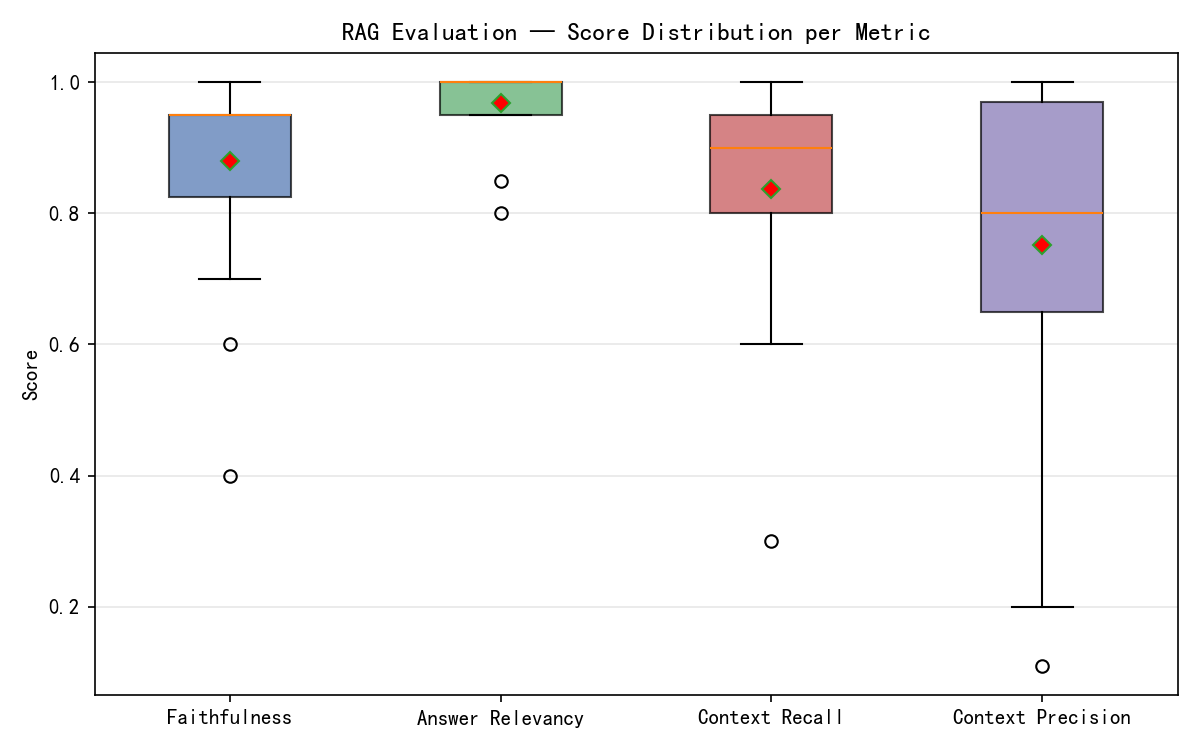 RAG Evaluation — Score Distribution per Metric
1.0
0.8
0.6
0.4
0.2
Score
Faithfulness
Answer Relevancy
Context Recall
Context Precision